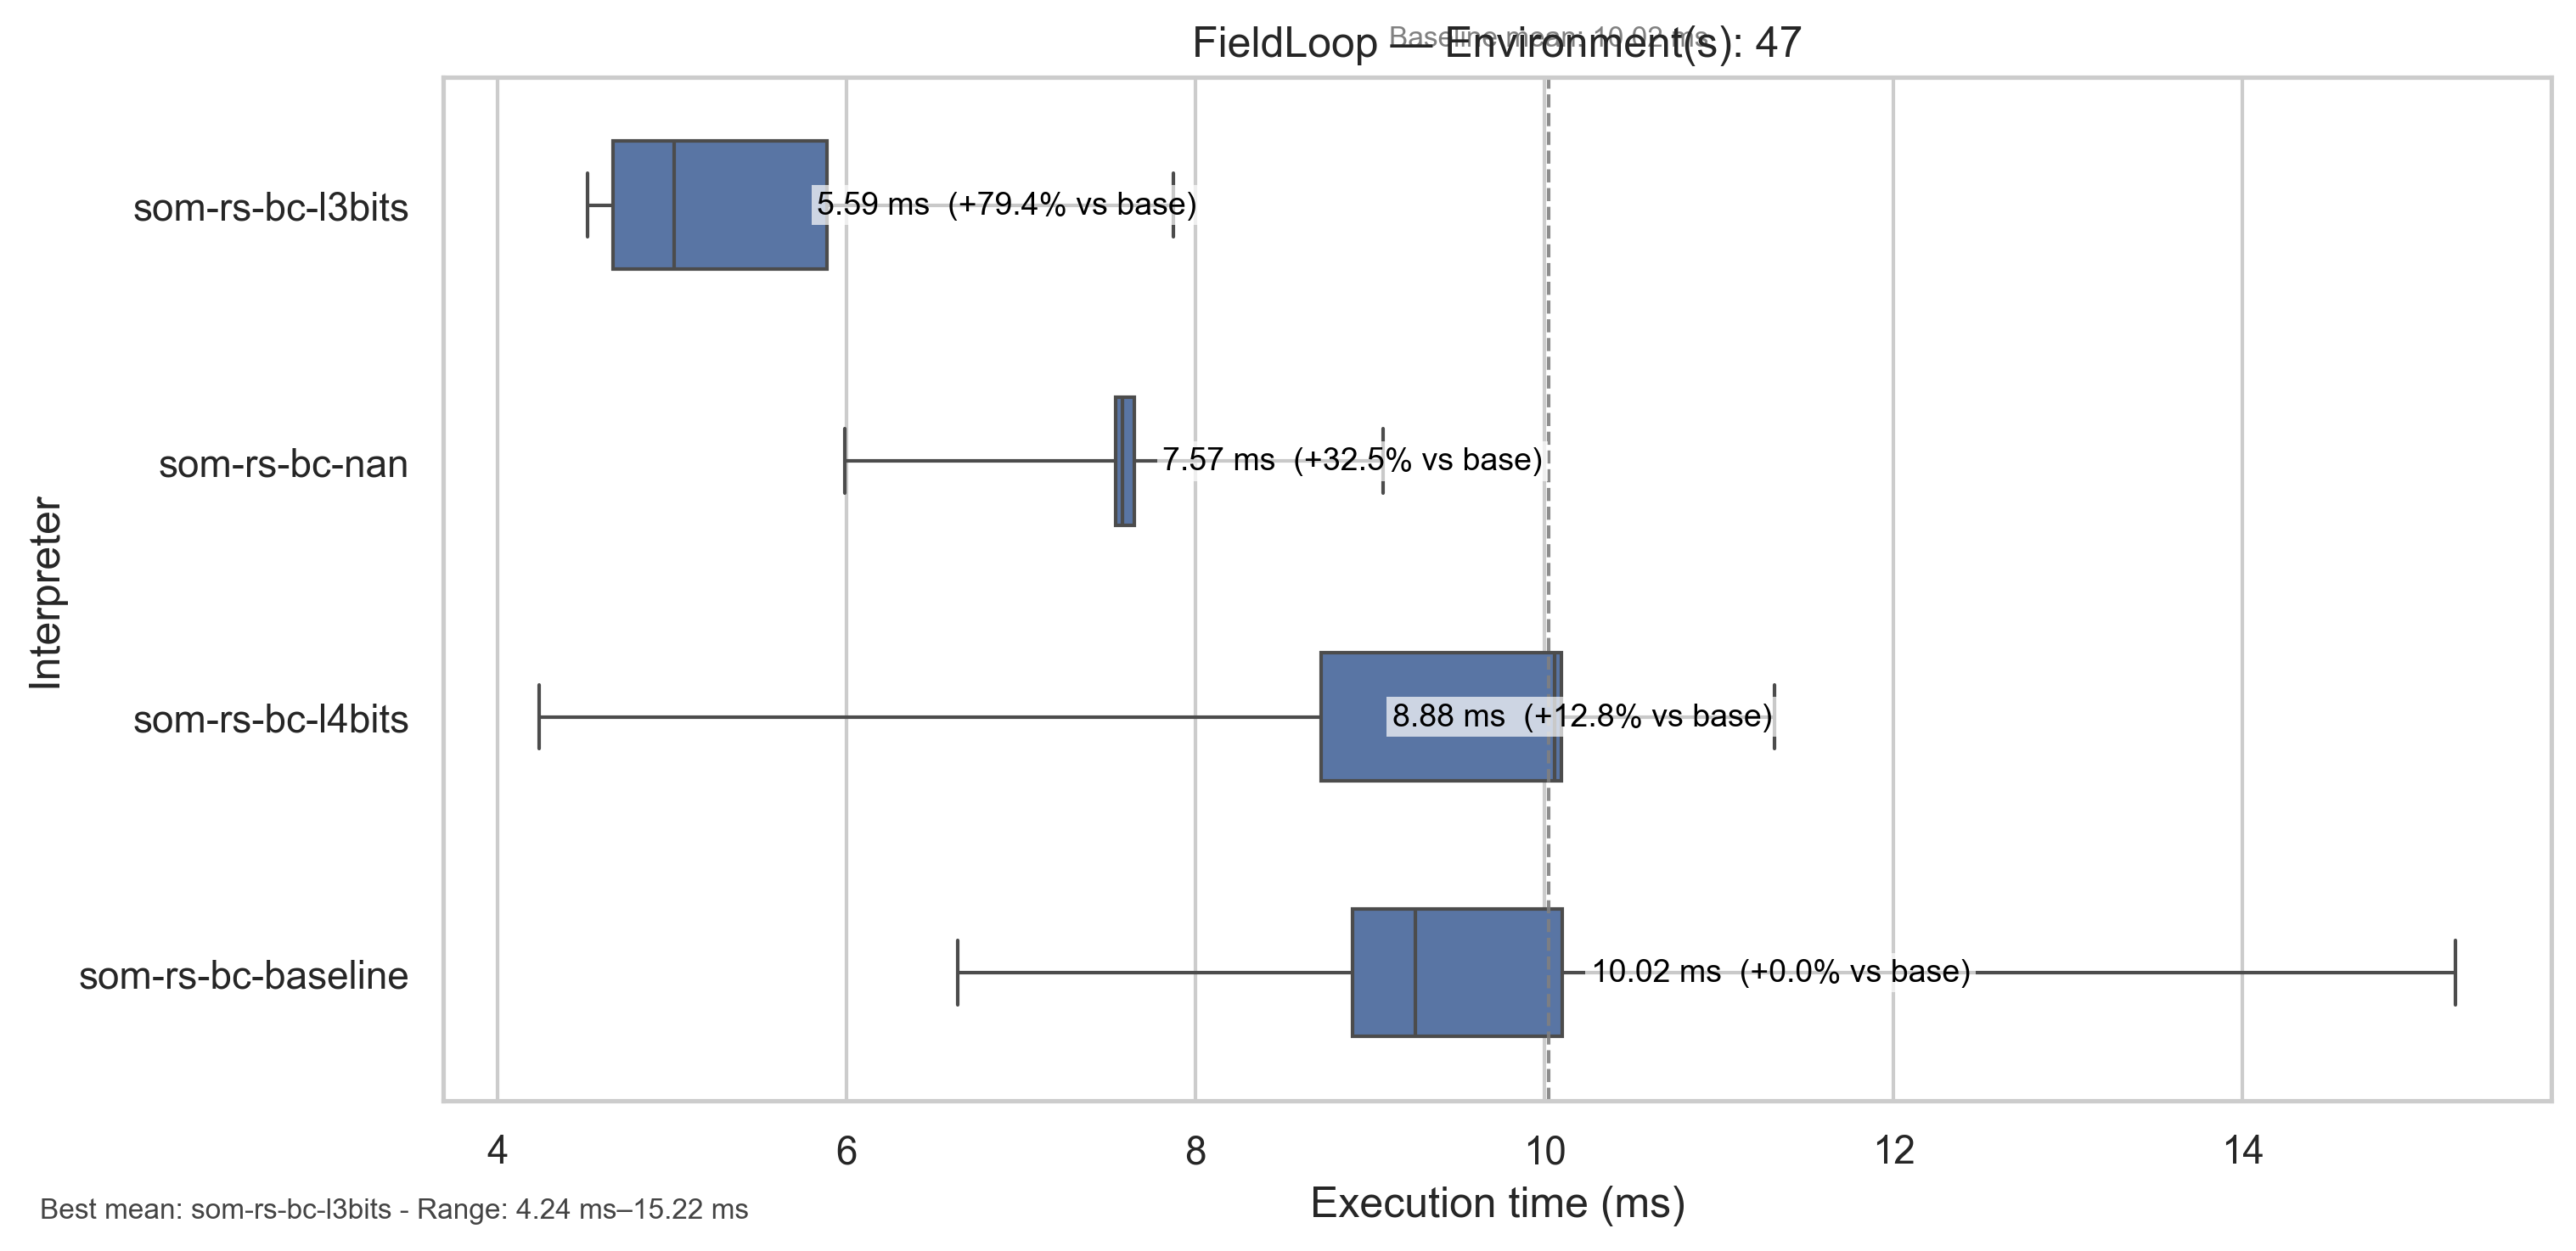 Baseline mean: 10.02 ms
FieldLoop — Environment(s): 47
som-rs-bc-l3bits
5.59 ms (+79.4% vs base)
som-rs-bc-nan
7.57 ms (+32.5% vs base)
Interpreter
som-rs-bc-l4bits
8.88 ms (+12.8% vs base)
som-rs-bc-baseline
10.02 ms (+0.0% vs base)
4 6 8 10 12 14
Execution time (ms)
Best mean: som-rs-bc-l3bits - Range: 4.24 ms–15.22 ms